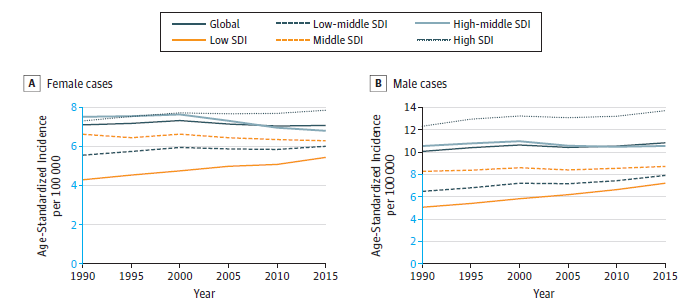 Global Low-middle SDI High-middle SDI
Low SDI Middle SDI High SDI
A Female cases
8
6
4
2
0
Age-Standardized Incidence
per 100 000
1990 1995 2000 2005 2010 2015
Year
B Male cases
14
12
10
8
6
4
2
0
Age-Standardized Incidence
per 100 000
1990 1995 2000 2005 2010 2015
Year